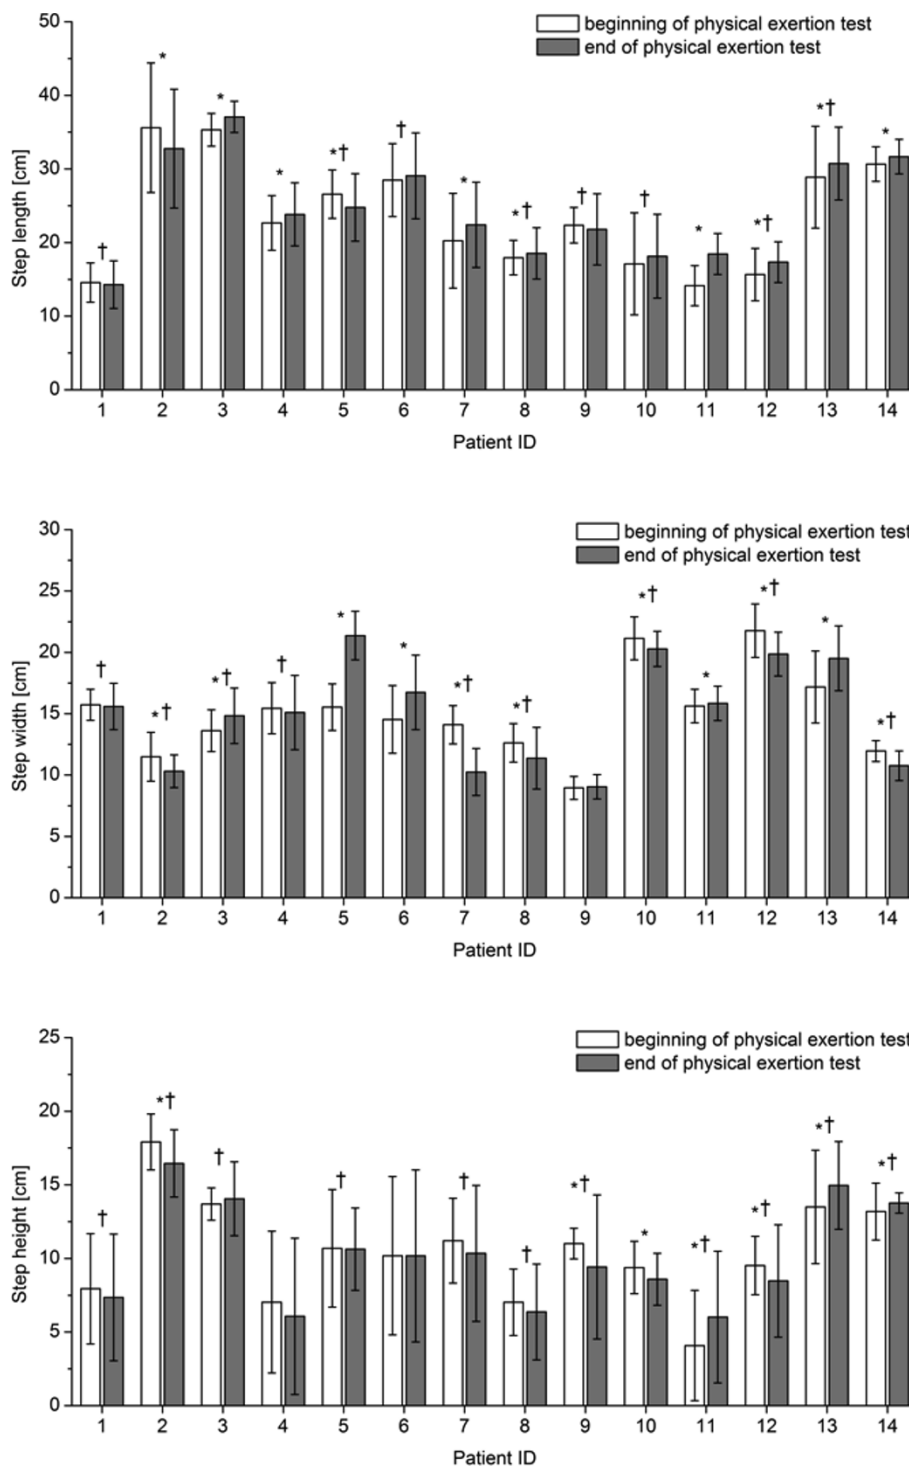 50
beginning of physical exertion test
end of physical exertion test
*
*
40
* †
†
*
* †
*
30
*
* †
†
†
* †
†
*
20
10
0
Step length [cm]
1 2 3 4 5 6 7 8 9 10 11 12 13 14
Patient ID
30
beginning of physical exertion test
end of physical exertion test
25
* † * †
*
*
*
20
† * † † * † * †
*
* †
* †
15
10
5
0
Step width [cm]
1 2 3 4 5 6 7 8 9 10 11 12 13 14
Patient ID
25
beginning of physical exertion test
end of physical exertion test
20
* †
* †
†
† † * †
* †
15
†
†
*
* †
* †
10
5
0
Step height [cm]
1 2 3 4 5 6 7 8 9 10 11 12 13 14
Patient ID